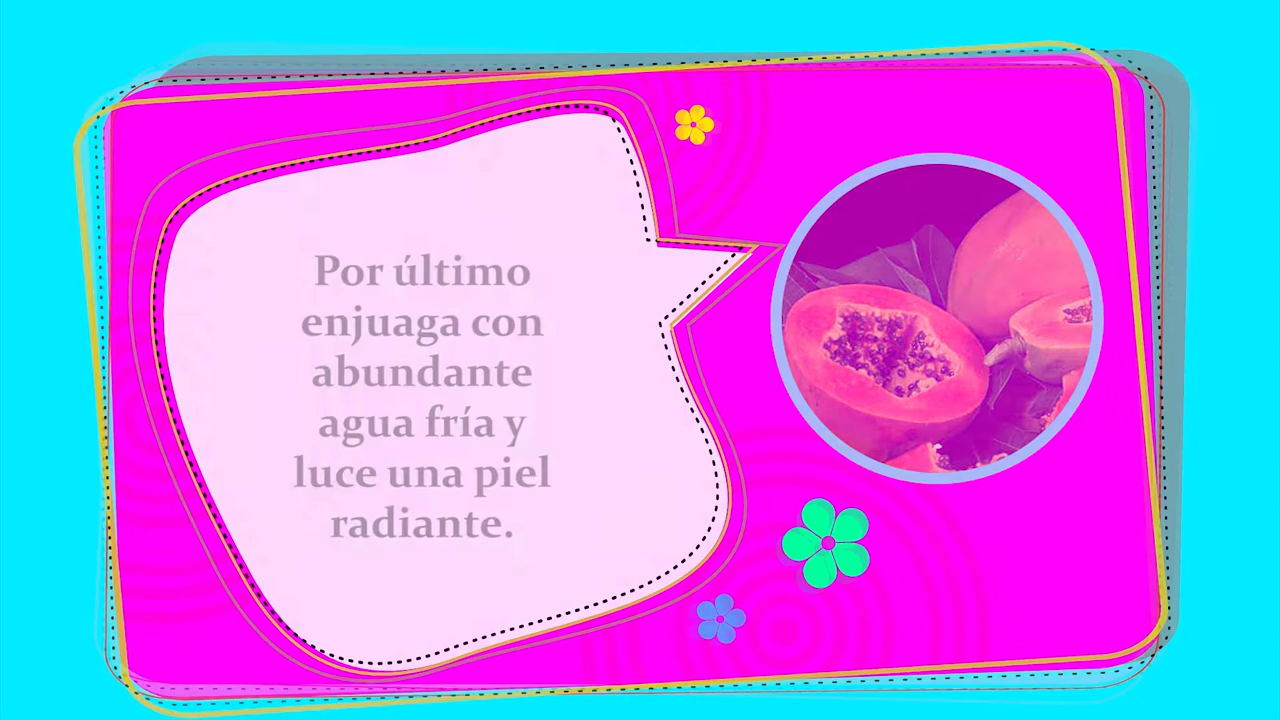 Por último
enjuaga con
abundante
agua fría y
luce una piel
radiante.